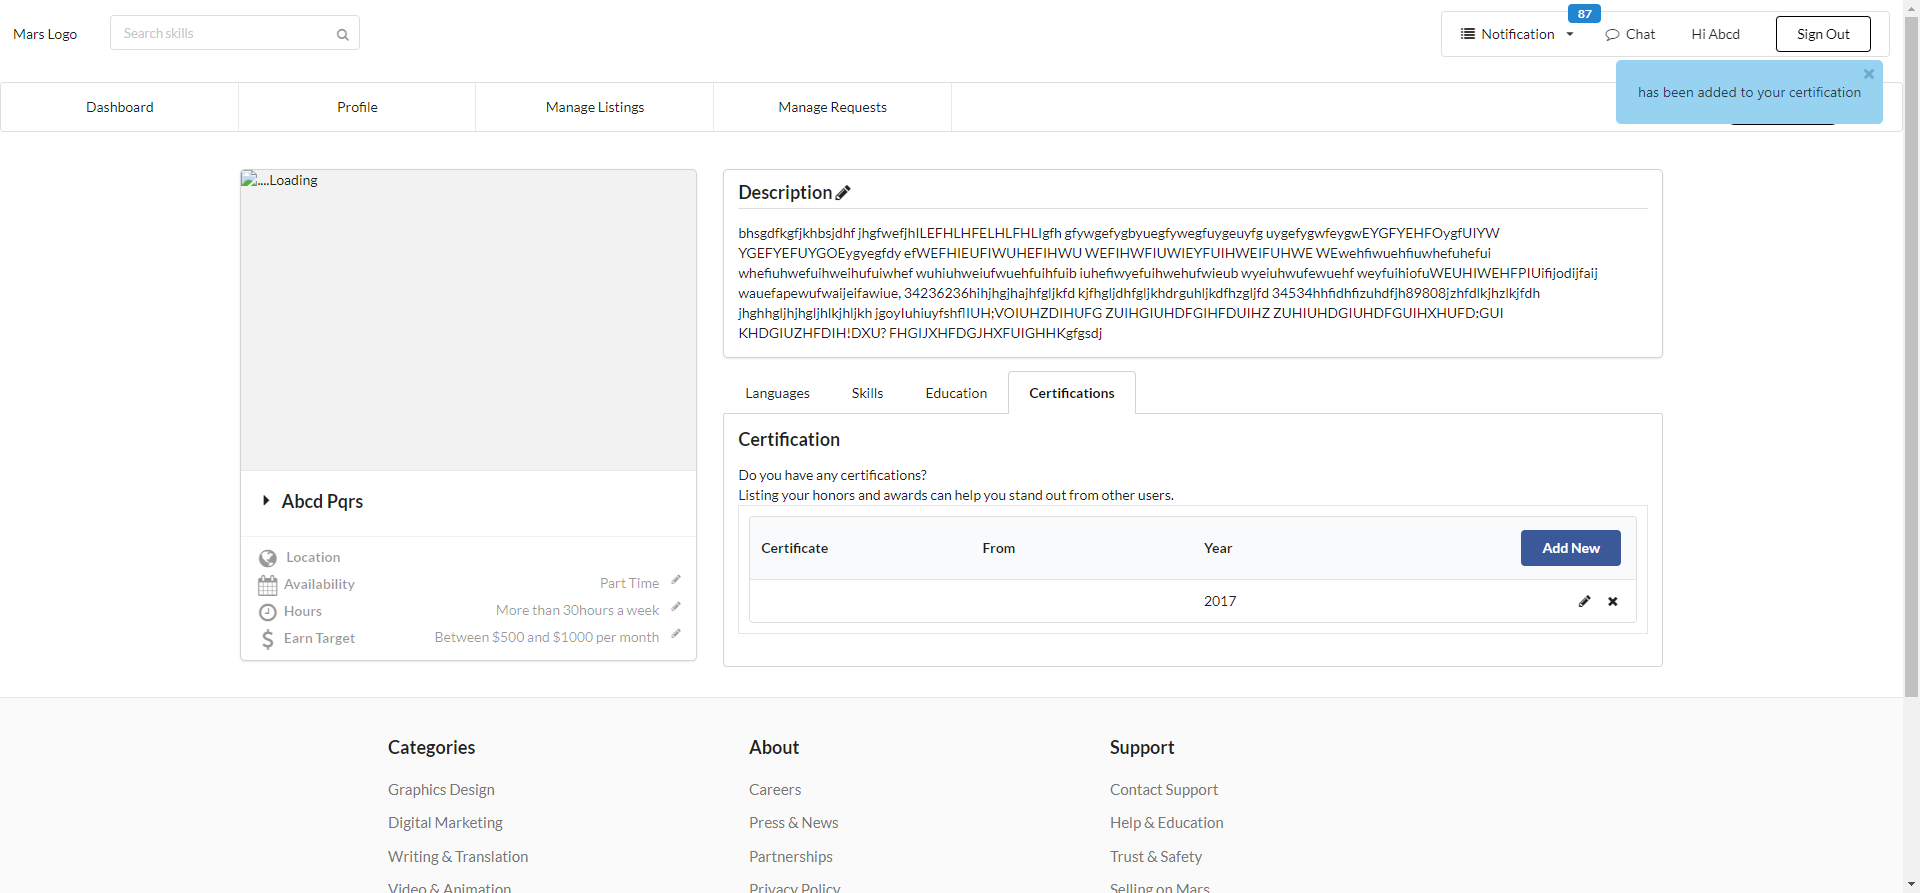 Mars Logo
Search skills
87
Notification
Chat
Hi Abcd
Sign Out
has been added to your certification
Dashboard
Profile
Manage Listings
Manage Requests
....Loading
Abcd Pqrs
Location
Availability
Part Time
Hours
More than 30hours a week
Earn Target
Between $500 and $1000 per month
Description
bhsgdfkgfjkhbsjdhf jhgfwefjhILEFHLHFELHLFHLIgfh gfywgefygbyuegfywegfuygeuyfg uygefygwfeygwEYGFYEHFOygfUIYW
YGEFYEFUYGOEygyegfdy efWEFHIEUFIWUHEFIHWU WEFIHWFIUWIEYFUIHWEIFUHWE WEwehfiwuehfiuwhefuhefui
whefiuhwefuihweihufuiwhef wuhiuhweiufwuehfuihfuib iuhefiwyefuihwehufwieub wyeiuhwufewuehf weyfuihiofuWEUHIWEHFPIUifijodijfaij
wauefapewufwaijeifawiue, 34236236hihjhgjhajhfgljkfd kjfhgljdhfgljkhdrguhljkdfhzgljfd 34534hhfidhfizuhdfjh89808jzhfdlkjhzlkjfdh
jhghhgljhjhgljhlkjhljkh jgoyIuhiuyfshflIUH;VOIUHZDIHUFG ZUIHGIUHDFGIHFDUIHZ ZUHIUHDGIUHDFGUIHXHUFD:GUI
KHDGIUZHFDIH!DXU? FHGIJXHFDGJHXFUIGHHKgfgsdj
Languages
Skills
Education
Certifications
Certification
Do you have any certifications?
Listing your honors and awards can help you stand out from other users.
Certificate
From
Year
Add New
2017
Categories
About
Support
Graphics Design
Careers
Contact Support
Digital Marketing
Press & News
Help & Education
Writing & Translation
Partnerships
Trust & Safety
Video & Animation
Privacy Policy
Selling on Mars